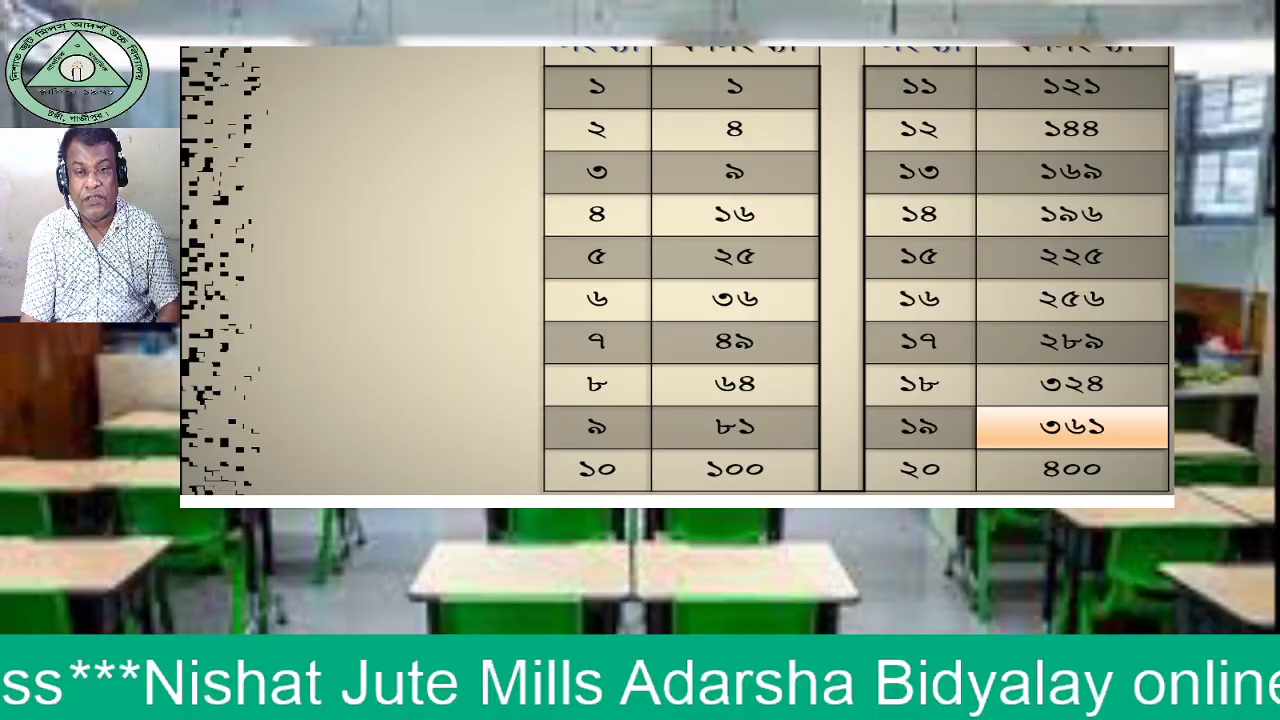 ১ ১ ১১ ১২১
২ ৪ ১২ ১৪৪
৩ ৯ ১৩ ১৬৯
৪ ১৬ ১৪ ১৯৬
৫ ২৫ ১৫ ২২৫
৬ ৩৬ ১৬ ২৫৬
৭ ৪৯ ১৭ ২৮৯
৮ ৬৪ ১৮ ৩২৪
৯ ৮১ ১৯ ৩৬১
১০ ১০০ ২০ ৪০০
ss***Nishat Jute Mills Adarsha Bidyalay online